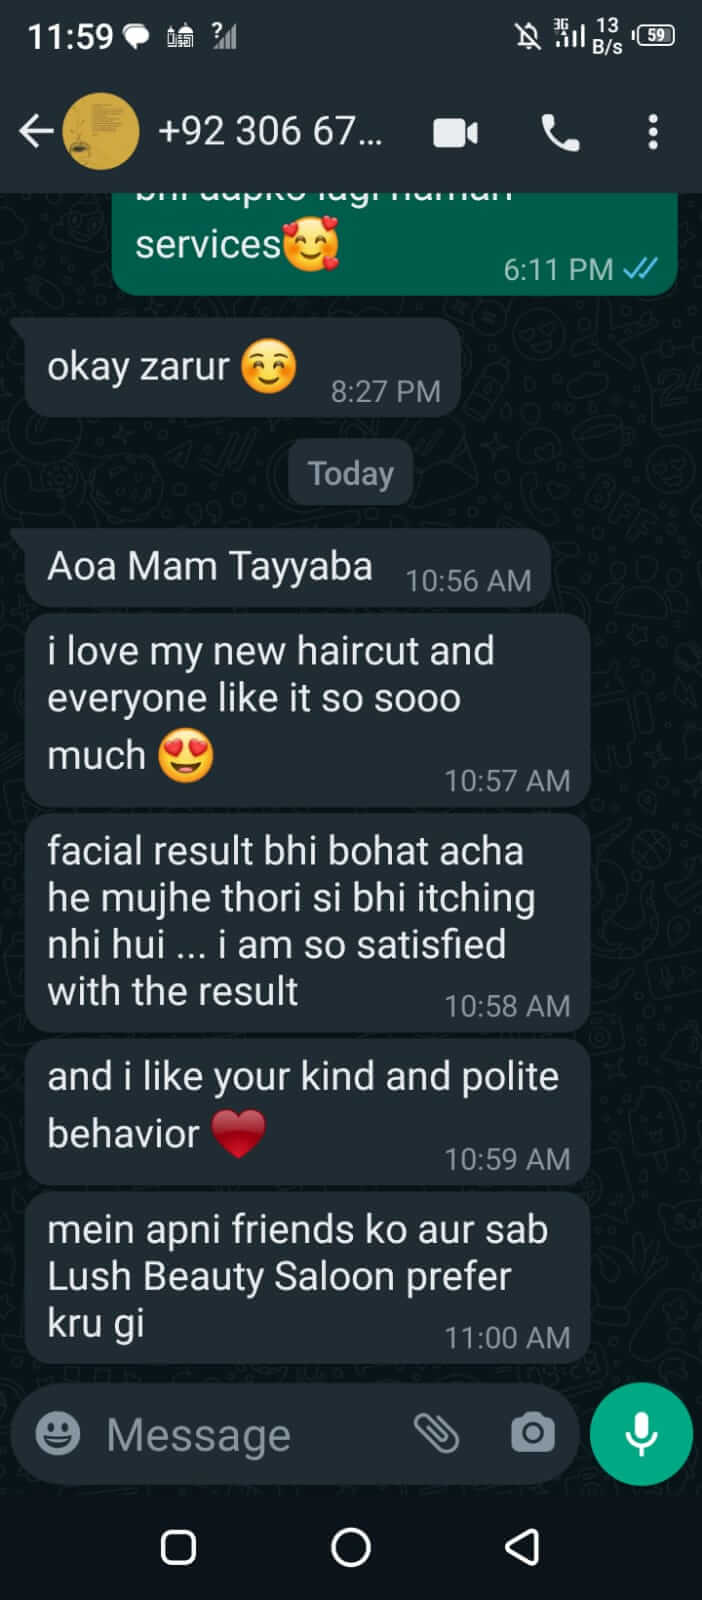 11:59
3G
13
B/s
59
+92 306 67...
services🥰
6:11 PM
okay zarur ☺️
8:27 PM
Today
Aoa Mam Tayyaba
10:56 AM
i love my new haircut and
everyone like it so sooo
much 😍
10:57 AM
facial result bhi bohat acha
he mujhe thori si bhi itching
nhi hui ... i am so satisfied
with the result
10:58 AM
and i like your kind and polite
behavior ❤️
10:59 AM
mein apni friends ko aur sab
Lush Beauty Saloon prefer
kru gi
11:00 AM
Message